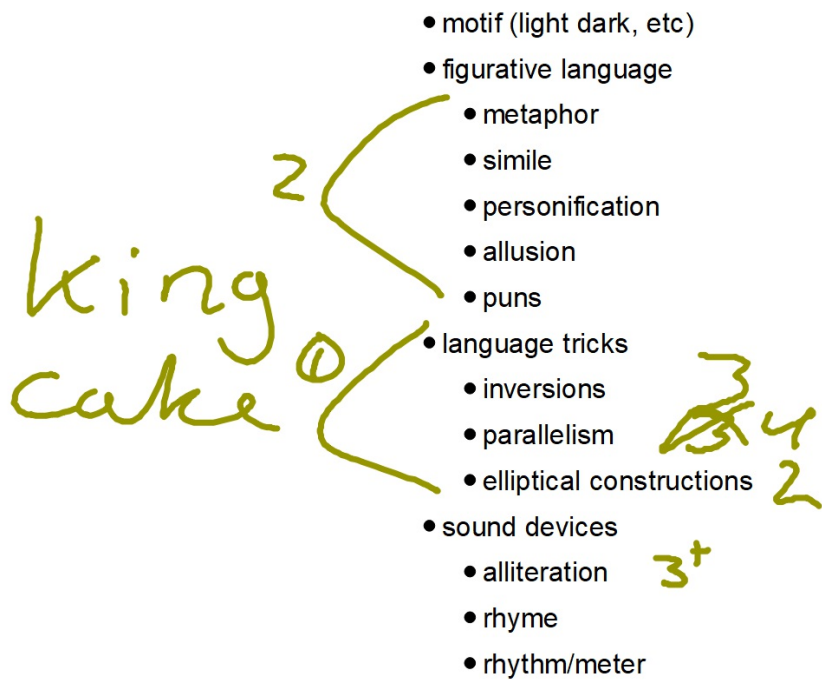 • motif (light dark, etc)
• figurative language
• metaphor
2
• simile
• personification
• allusion
• puns
king
cake
1
• language tricks
• inversions 3
• parallelism 4
• elliptical constructions 2
• sound devices
• alliteration 3+
• rhyme
• rhythm/meter